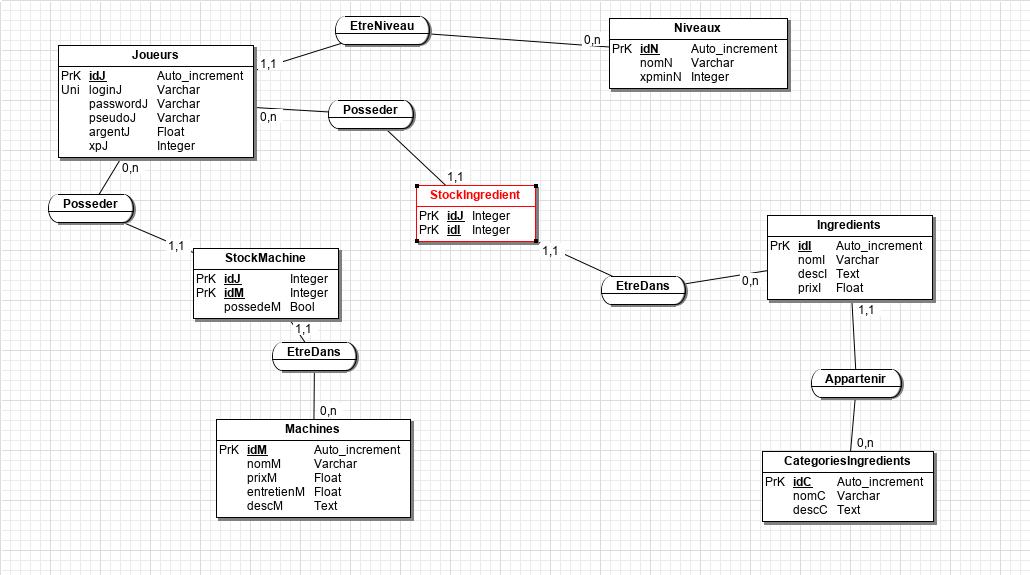 EtreNiveau
Niveaux
PrK idN Auto_increment
nomN Varchar
xpminN Integer
0,n
1,1
Joueurs
PrK idJ Auto_increment
Uni loginJ Varchar
passwordJ Varchar
pseudoJ Varchar
argentJ Float
xpJ Integer
0,n
Posseder
1,1
0,n
Posseder
1,1
StockIngredient
PrK idJ Integer
PrK idI Integer
1,1
EtreDans
0,n
Ingredients
PrK idI Auto_increment
nomI Varchar
descI Text
prixI Float
1,1
StockMachine
PrK idJ Integer
PrK idM Integer
possedeM Bool
1,1
EtreDans
0,n
Appartenir
0,n
Machines
PrK idM Auto_increment
nomM Varchar
prixM Float
entretienM Float
descM Text
CategoriesIngredients
PrK idC Auto_increment
nomC Varchar
descC Text